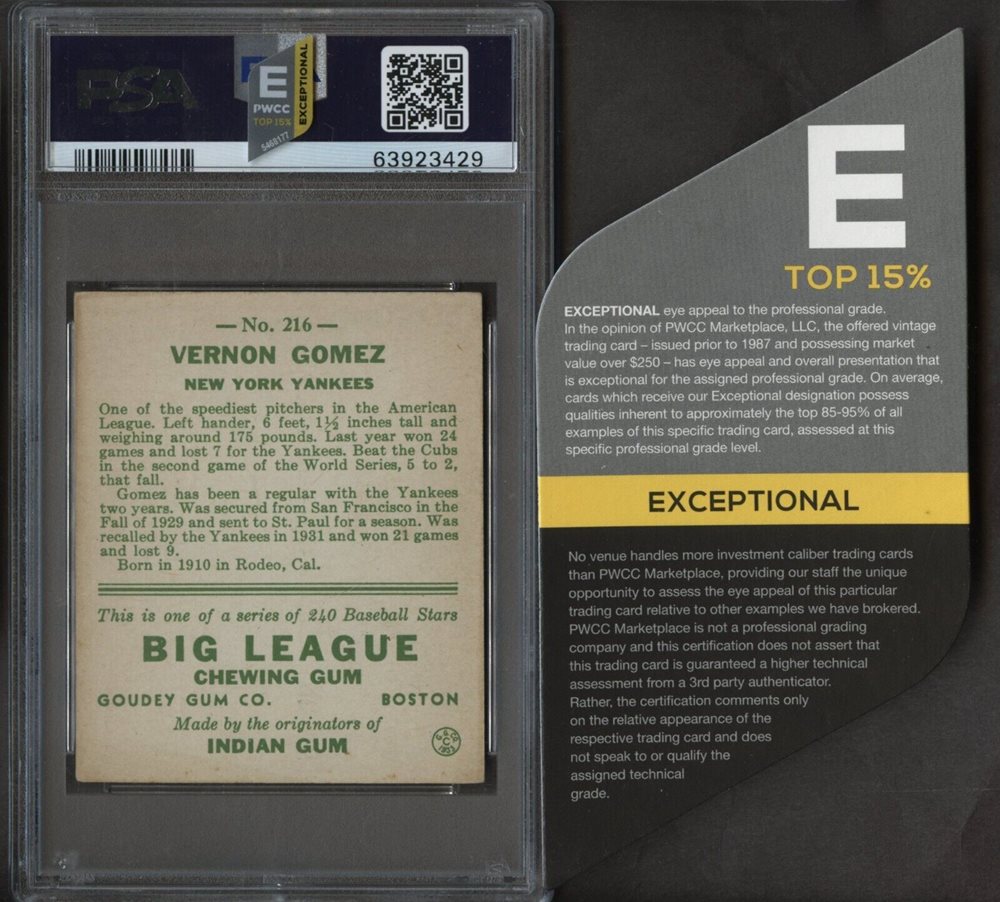 PSA
E
PWCC
TOP 15%
EXCEPTIONAL
5468177
63923429
— No. 216 —
VERNON GOMEZ
NEW YORK YANKEES
One of the speediest pitchers in the American
League. Left hander, 6 feet, 1½ inches tall and
weighing around 175 pounds. Last year won 24
games and lost 7 for the Yankees. Beat the Cubs
in the second game of the World Series, 5 to 2,
that fall.
Gomez has been a regular with the Yankees
two years. Was secured from San Francisco in the
Fall of 1929 and sent to St. Paul for a season. Was
recalled by the Yankees in 1931 and won 21 games
and lost 9.
Born in 1910 in Rodeo, Cal.
This is one of a series of 240 Baseball Stars
BIG LEAGUE
CHEWING GUM
GOUDEY GUM CO. BOSTON
Made by the originators of
INDIAN GUM
E
TOP 15%
EXCEPTIONAL eye appeal to the professional grade.
In the opinion of PWCC Marketplace, LLC, the offered vintage
trading card – issued prior to 1987 and possessing market
value over $250 – has eye appeal and overall presentation that
is exceptional for the assigned professional grade. On average,
cards which receive our Exceptional designation possess
qualities inherent to approximately the top 85-95% of all
examples of this specific trading card, assessed at this
specific professional grade level.
EXCEPTIONAL
No venue handles more investment caliber trading cards
than PWCC Marketplace, providing our staff the unique
opportunity to assess the eye appeal of this particular
trading card relative to other examples we have brokered.
PWCC Marketplace is not a professional grading
company and this certification does not assert that
this trading card is guaranteed a higher technical
assessment from a 3rd party authenticator.
Rather, the certification comments only
on the relative appearance of the
respective trading card and does
not speak to or qualify the
assigned technical
grade.